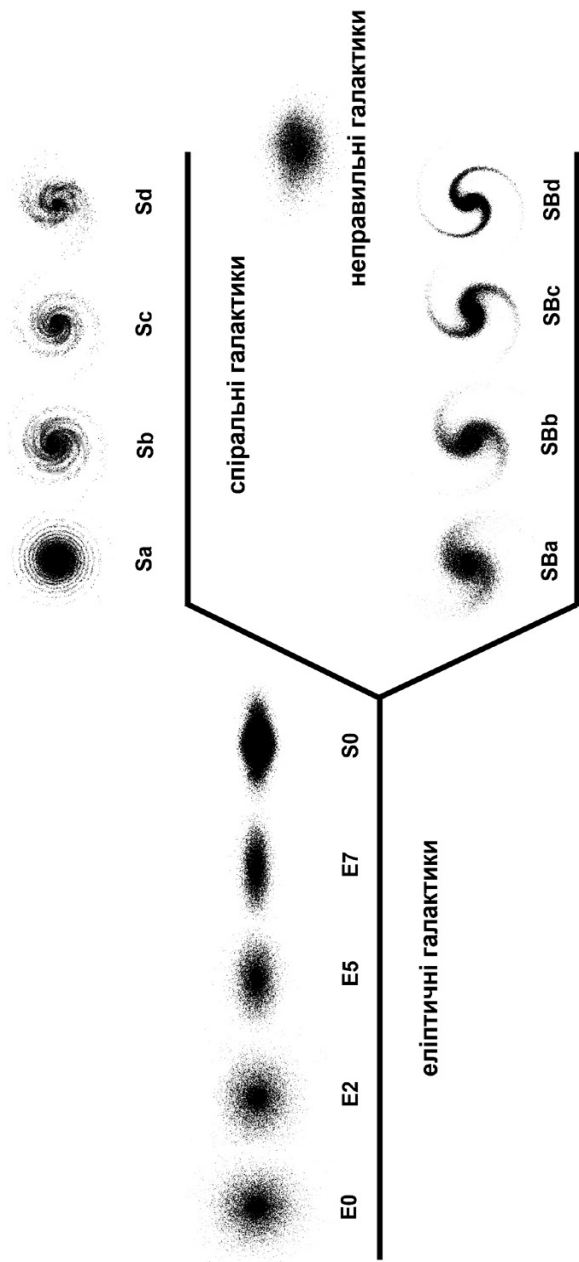 Sa Sb Sc Sd
спіральні галактики
E0 E2 E5 E7 S0
неправильні галактики
еліптичні галактики
SBa SBb SBc SBd